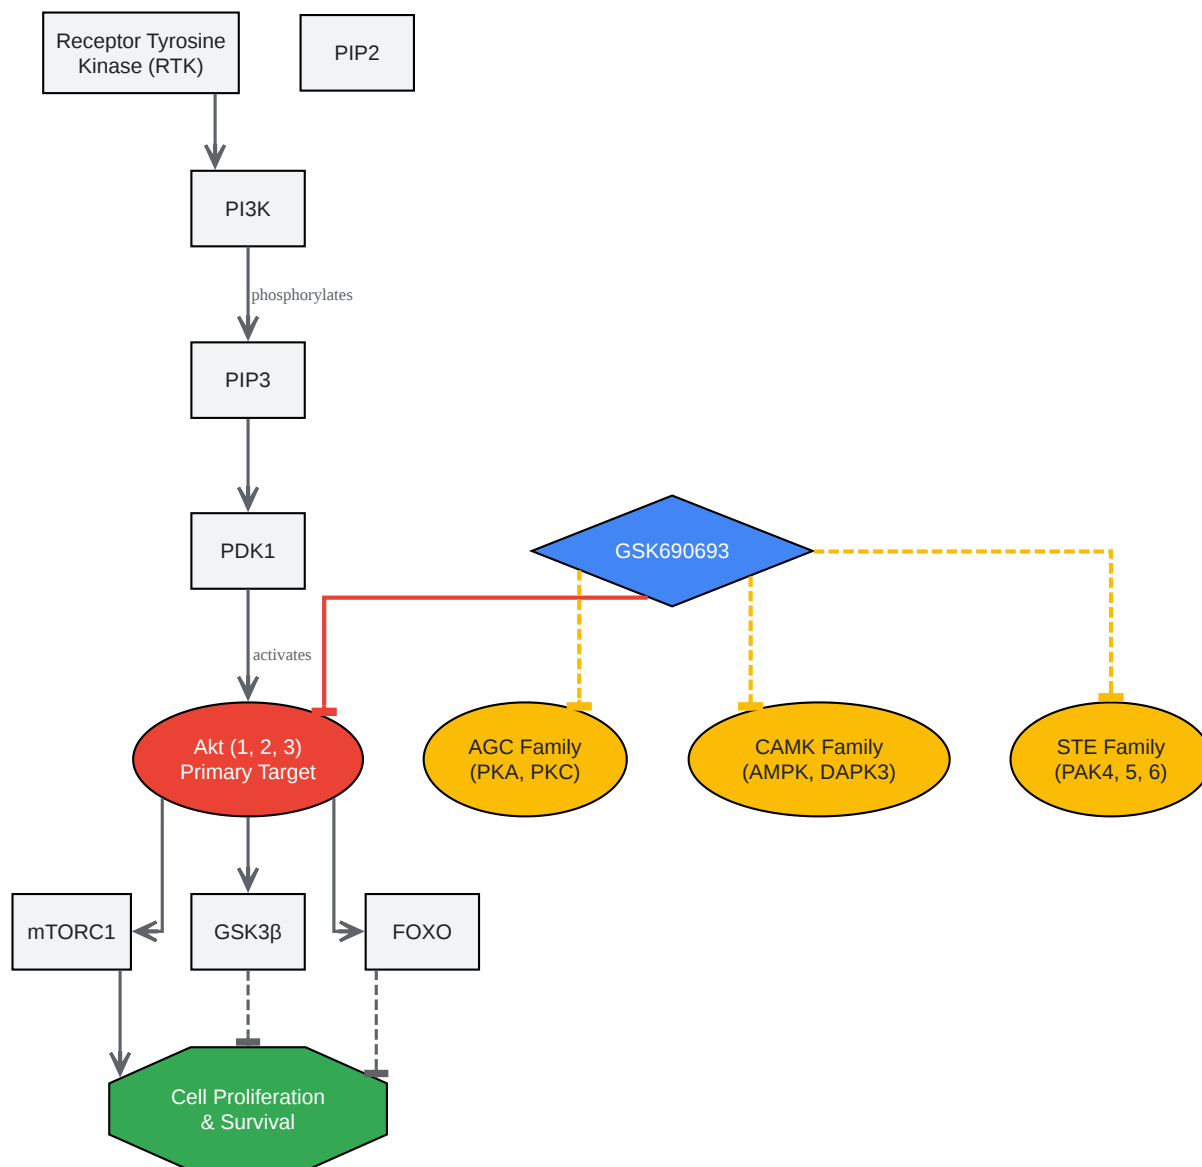 Receptor Tyrosine
Kinase (RTK)
PIP2
PI3K
phosphorylates
PIP3
PDK1
GSK690693
activates
Akt (1, 2, 3)
Primary Target
AGC Family
(PKA, PKC)
CAMK Family
(AMPK, DAPK3)
STE Family
(PAK4, 5, 6)
mTORC1
GSK3β
FOXO
Cell Proliferation
& Survival